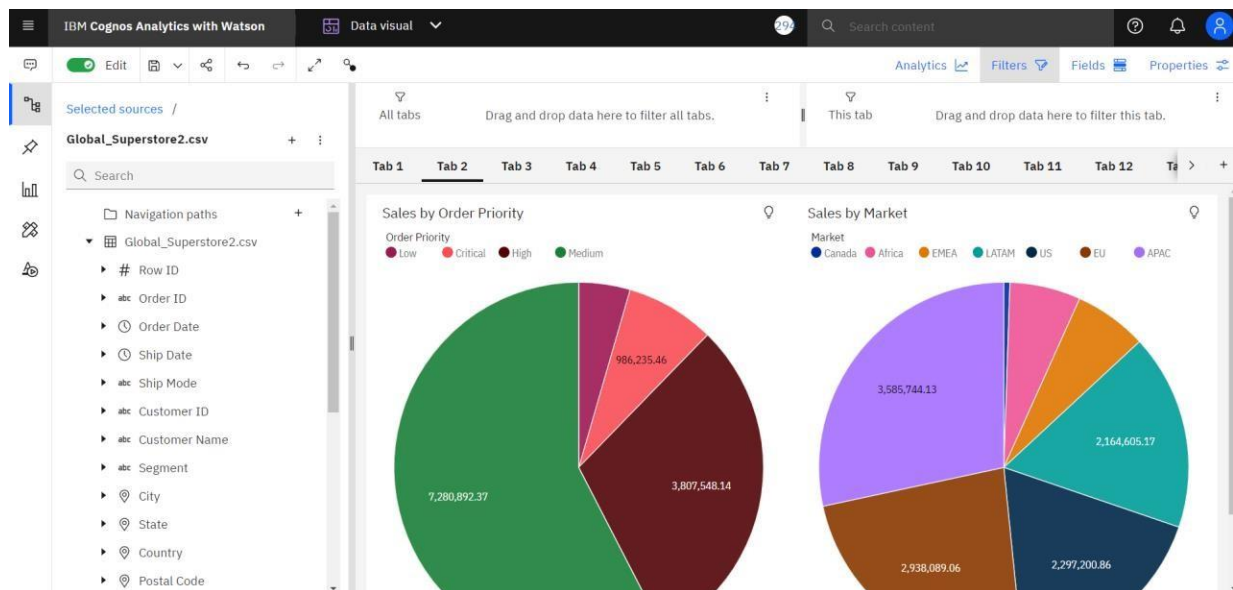 IBM Cognos Analytics with Watson
Data visual
294
Search content
Edit
Analytics
Filters
Fields
Properties
Selected sources /
Global_Superstore2.csv
Search
Navigation paths
Global_Superstore2.csv
# Row ID
abc Order ID
Order Date
Ship Date
abc Ship Mode
abc Customer ID
abc Customer Name
abc Segment
City
State
Country
Postal Code
All tabs
Drag and drop data here to filter all tabs.
This tab
Drag and drop data here to filter this tab.
Tab 1 Tab 2 Tab 3 Tab 4 Tab 5 Tab 6 Tab 7 Tab 8 Tab 9 Tab 10 Tab 11 Tab 12
Sales by Order Priority
Order Priority
Low Critical High Medium
986,235.46
3,807,548.14
7,280,892.37
Sales by Market
Market
Canada Africa EMEA LATAM US EU APAC
3,585,744.13
2,164,605.17
2,938,089.06
2,297,200.86